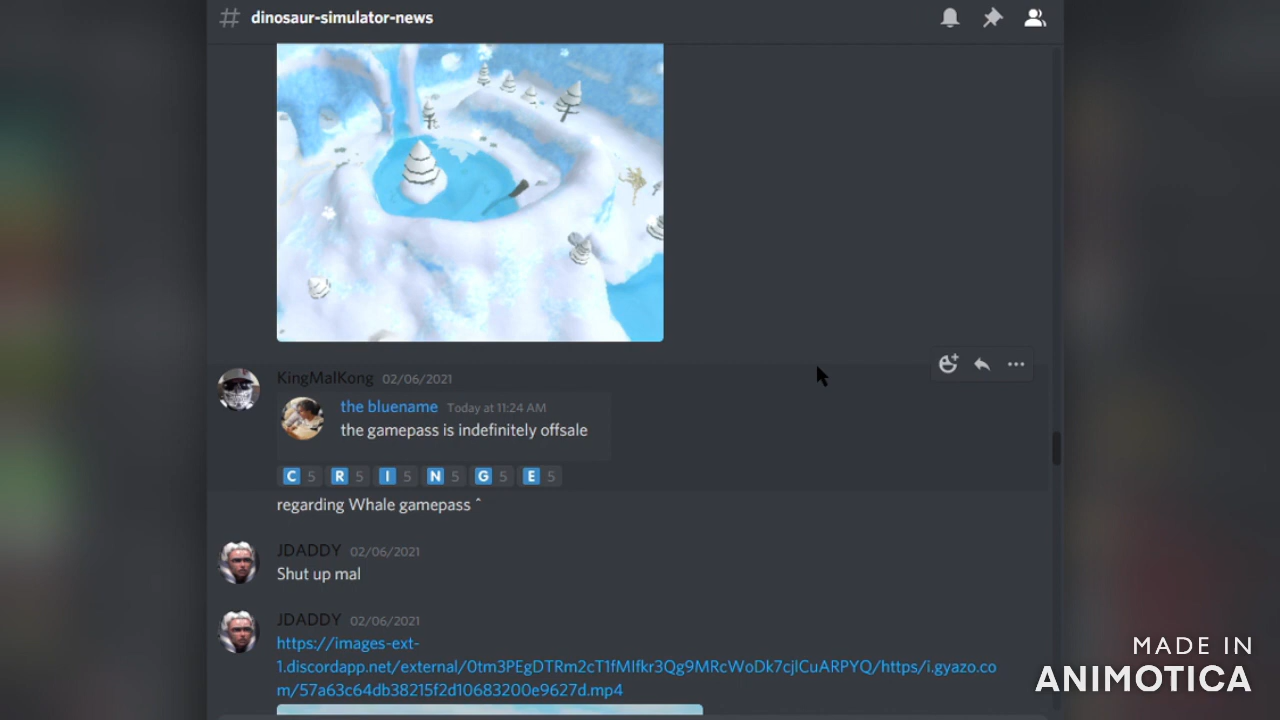 # dinosaur-simulator-news
KingMalKong 02/06/2021
the bluename Today at 11:24 AM
the gamepass is indefinitely offsale
C 5 R 5 I 5 N 5 G 5 E 5
regarding Whale gamepass ^
JDADDY 02/06/2021
Shut up mal
JDADDY 02/06/2021
https://images-ext-
1.discordapp.net/external/0tm3PEgDTRm2cT1fMIfkr3Qg9MRcWoDk7cjlCuARPYQ/https/i.gyazo.co
m/57a63c64db38215f2d10683200e9627d.mp4
MADE IN
ANIMOTICA